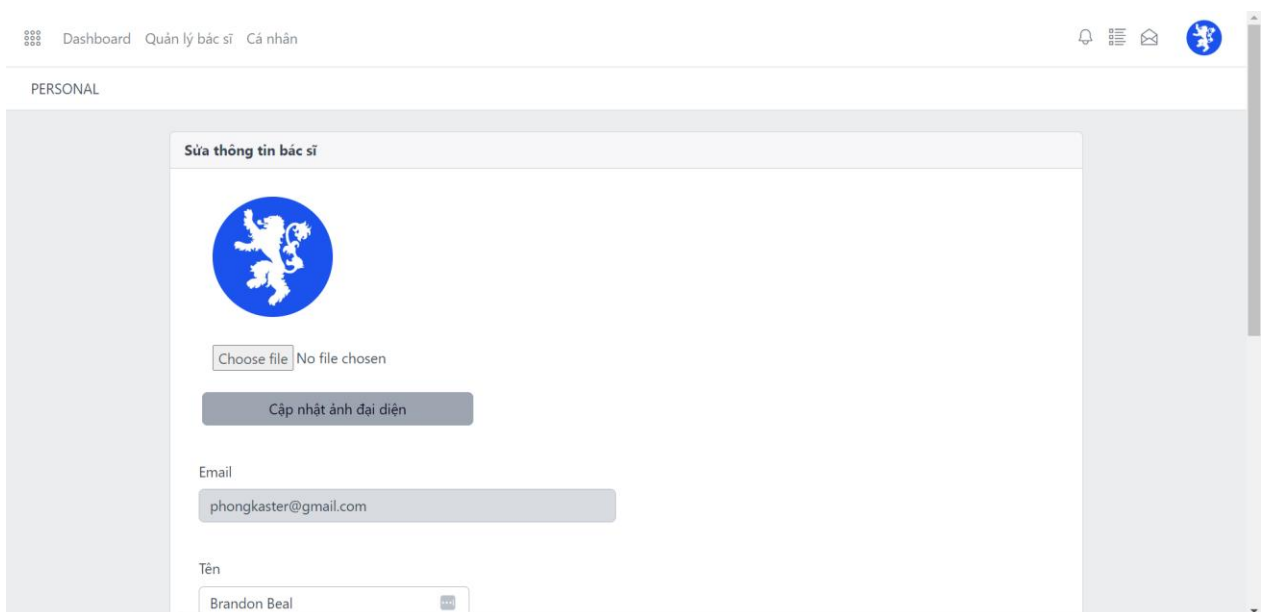 Dashboard Quản lý bác sĩ Cá nhân
PERSONAL
Sửa thông tin bác sĩ
Choose file No file chosen
Cập nhật ảnh đại diện
Email
phongkaster@gmail.com
Tên
Brandon Beal